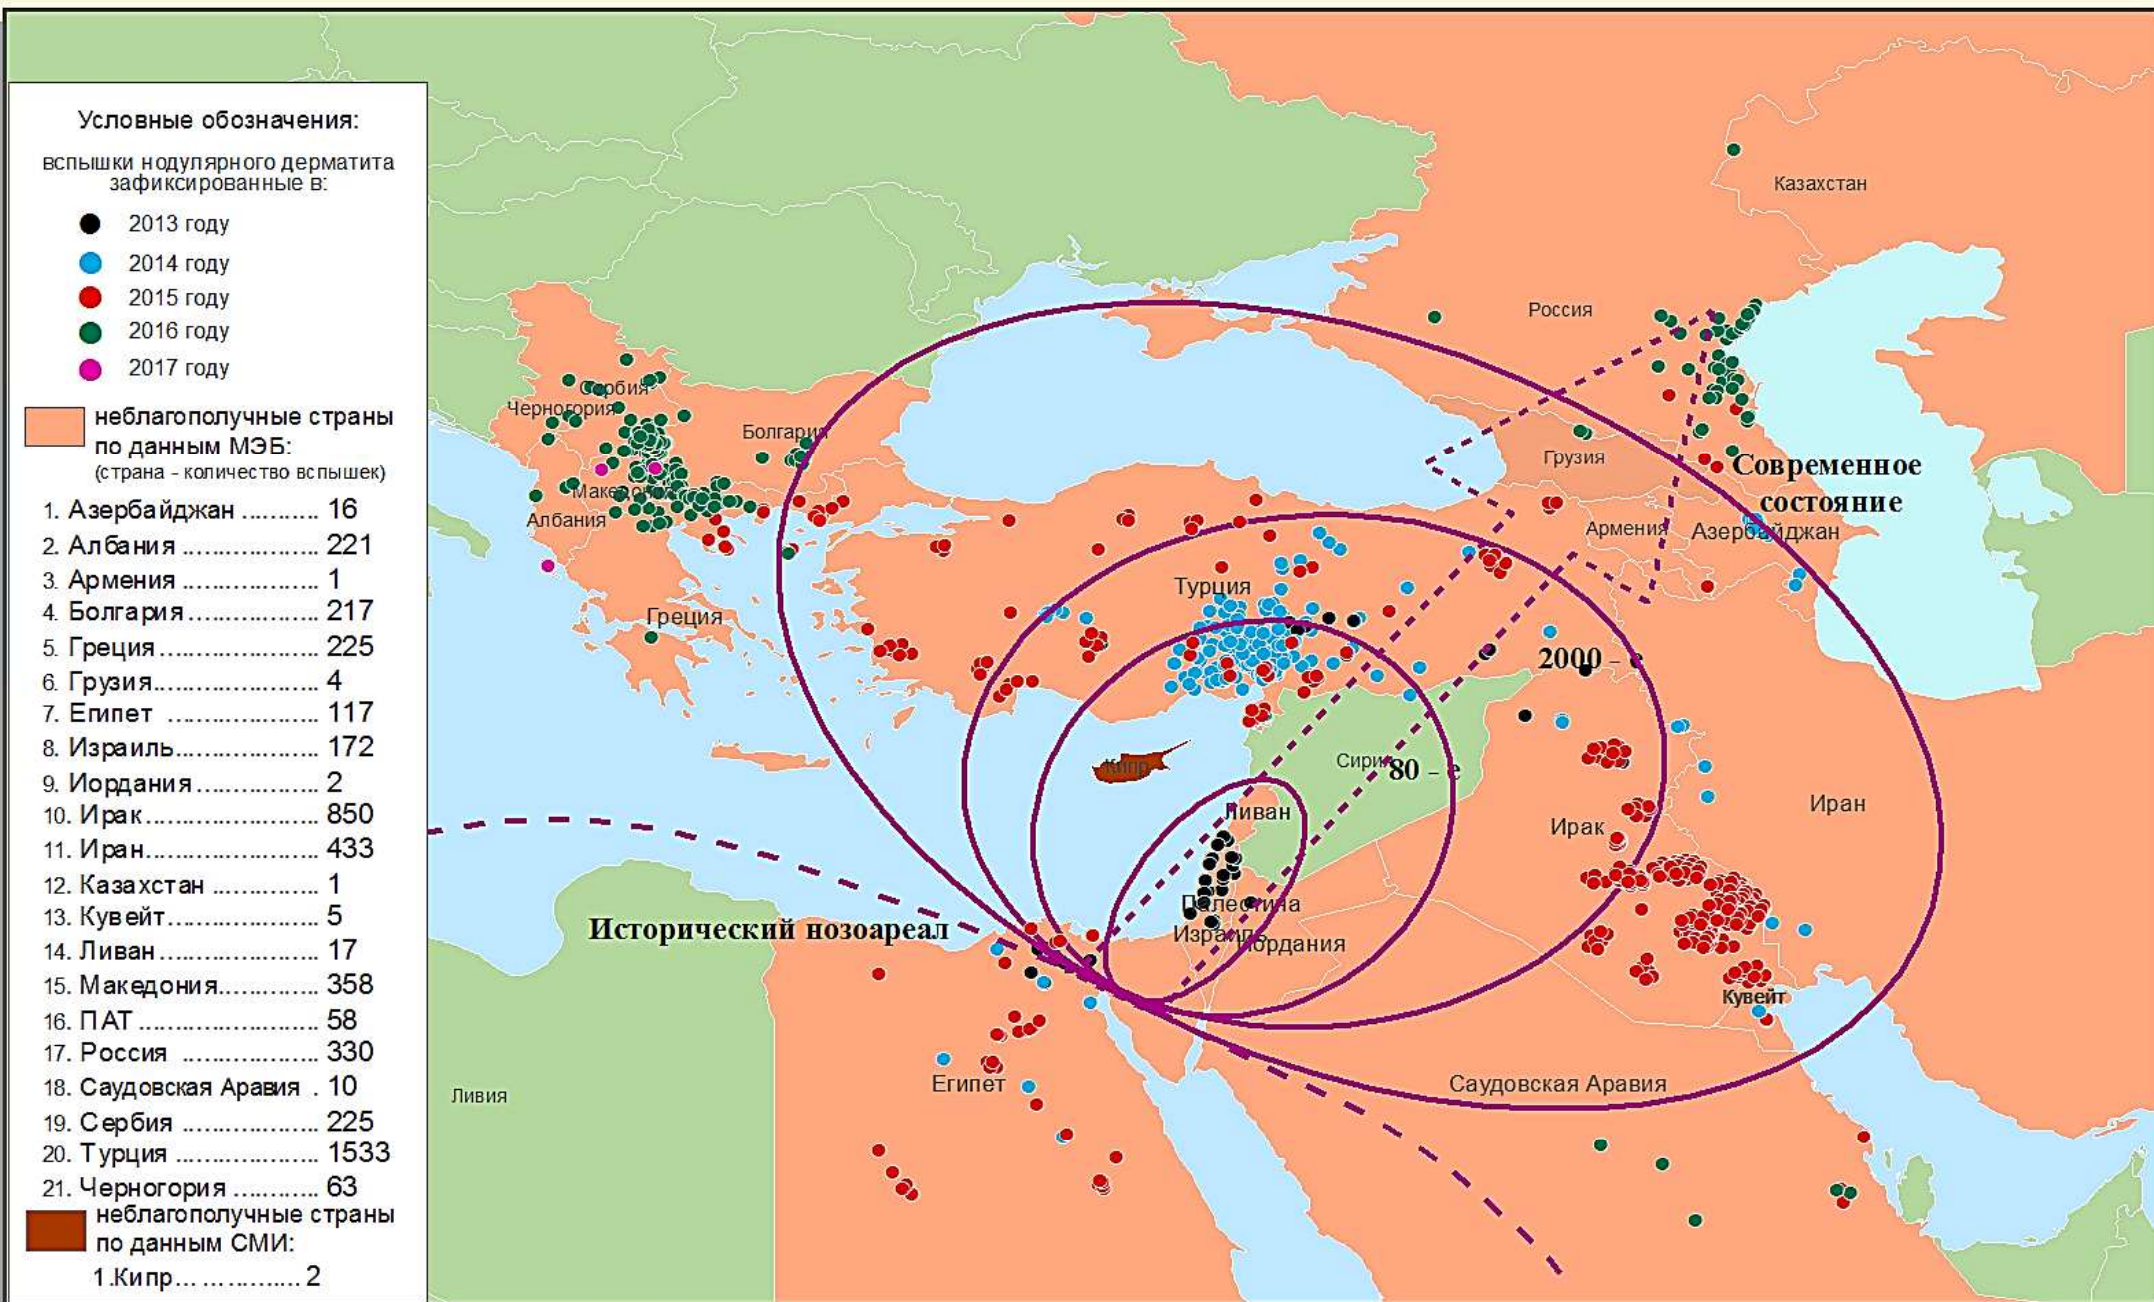 Условные обозначения:
вспышки нодулярного дерматита
зафиксированные в:
2013 году
2014 году
2015 году
2016 году
2017 году
неблагополучные страны
по данным МЭБ:
(страна - количество вспышек)
1. Азербайджан ........... 16
2. Албания ................... 221
3. Армения ................... 1
4. Болгария.................. 217
5. Греция...................... 225
6. Грузия....................... 4
7. Египет ..................... 117
8. Израиль.................... 172
9. Иордания................. 2
10. Ирак........................ 850
11. Иран........................ 433
12. Казахстан .............. 1
13. Кувейт.................... 5
14. Ливан..................... 17
15. Македония.............. 358
16. ПАТ ........................ 58
17. Россия .................... 330
18. Саудовская Аравия . 10
19. Сербия .................... 225
20. Турция .................... 1533
21. Черногория ............ 63
неблагополучные страны
по данным СМИ:
1.Кипр... ............. 2
Казахстан
Россия
Сербия
Черногория
Болгария
Грузия
Современное
состояние
Македония
Албания
Армения
Азербайджан
Турция
Греция
2000 – е
Сирия
80 – е
Кипр
Ливан
Ирак
Иран
Палестина
Исторический нозоареал
Израиль
Иордания
Кувейт
Египет
Саудовская Аравия
Ливия